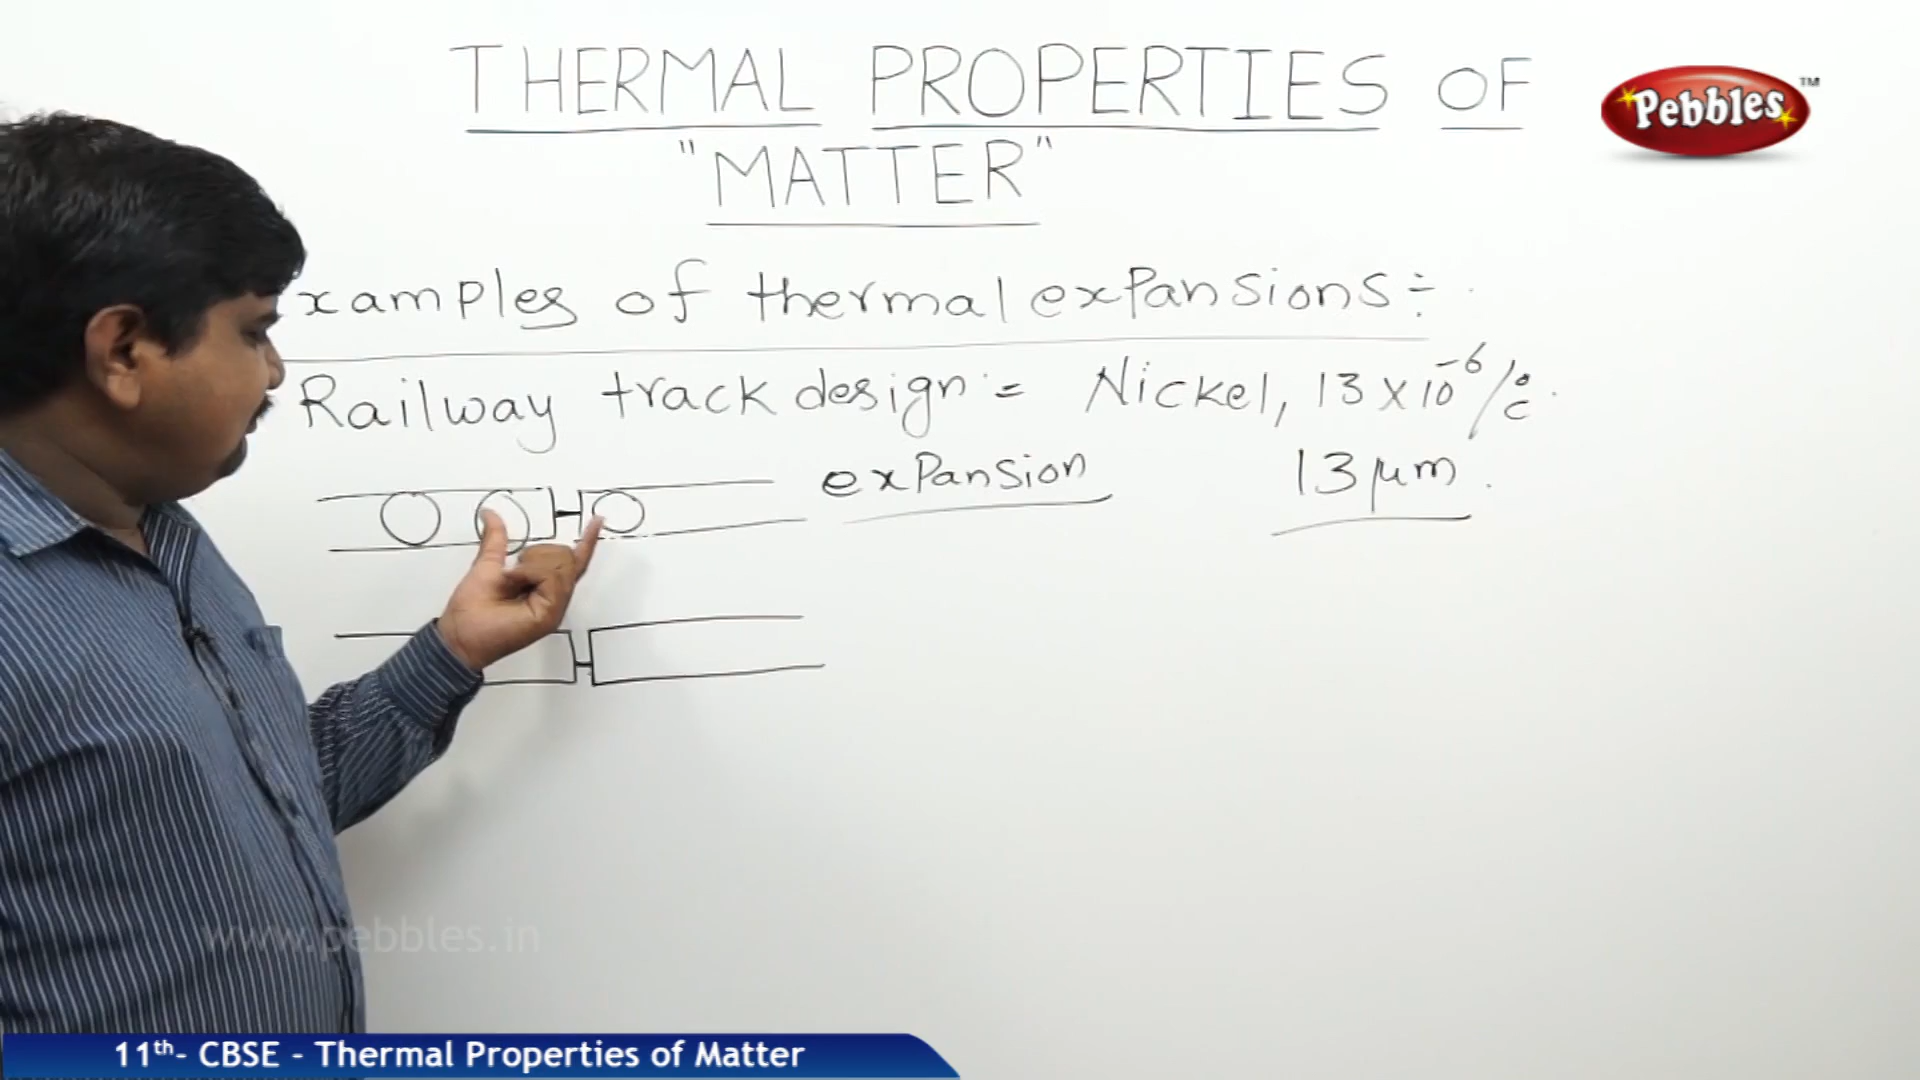 THERMAL PROPERTIES OF
"MATTER"
Pebbles™
xamples of thermal expansions ÷
Railway track design := Nickel, 13 x 10⁻⁶/°C
expansion 13 μm
www.pebbles.in
11th- CBSE - Thermal Properties of Matter